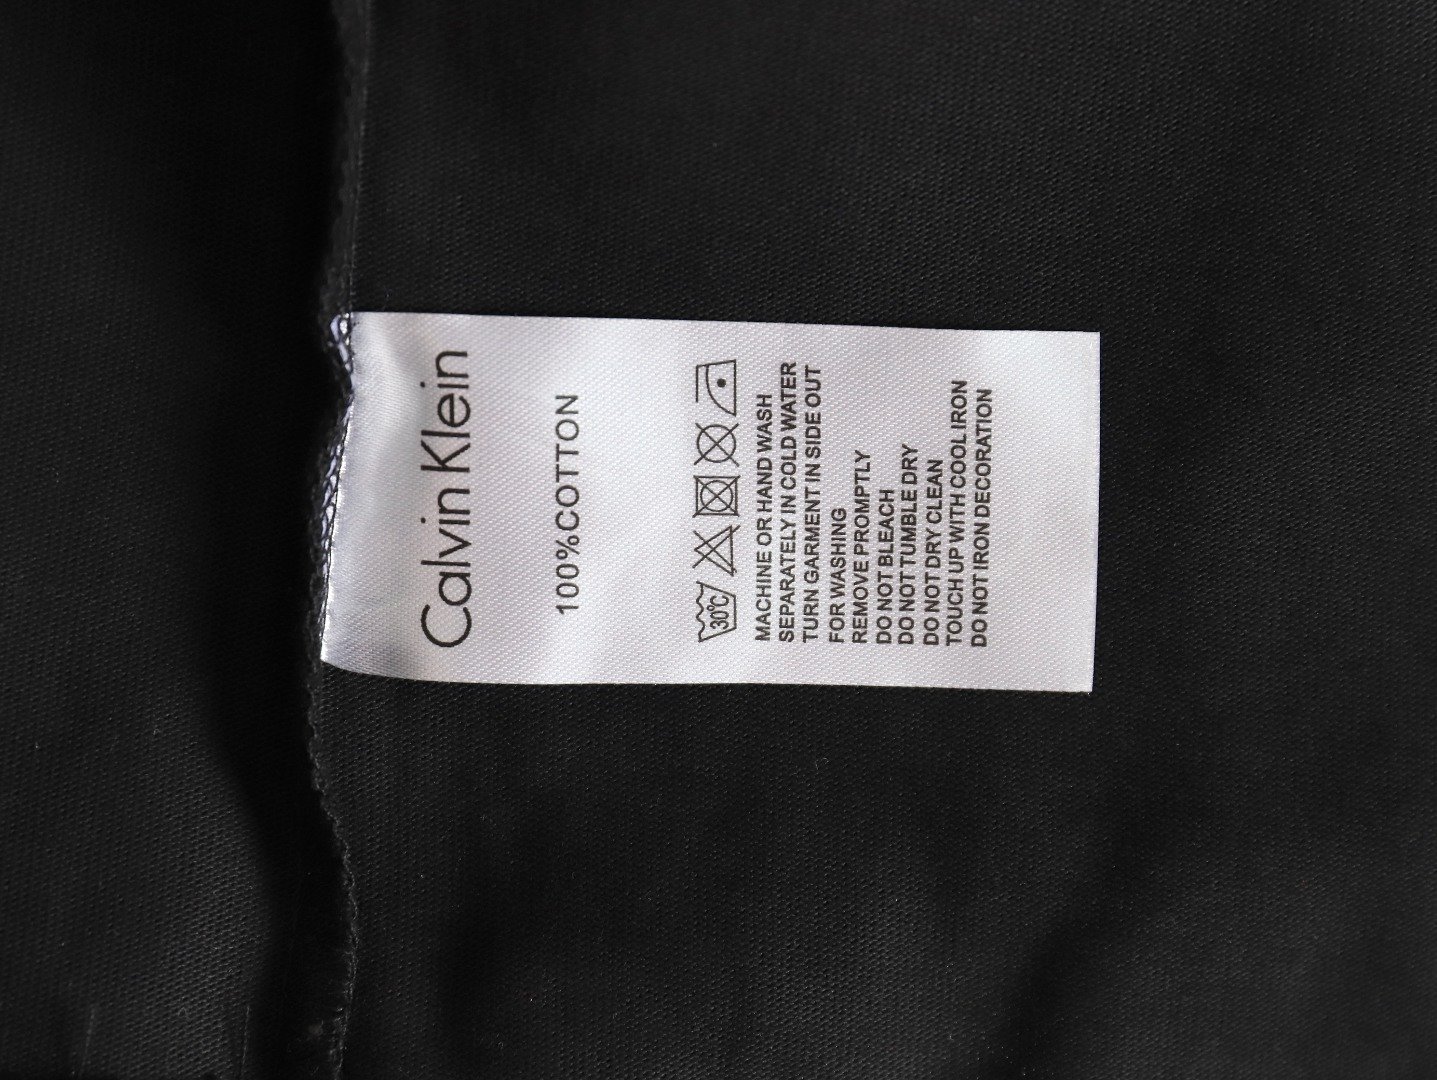 Calvin Klein
100%COTTON
30°C
MACHINE OR HAND WASH
SEPARATELY IN COLD WATER
TURN GARMENT IN SIDE OUT
FOR WASHING
REMOVE PROMPTLY
DO NOT BLEACH
DO NOT TUMBLE DRY
DO NOT DRY CLEAN
TOUCH UP WITH COOL IRON
DO NOT IRON DECORATION